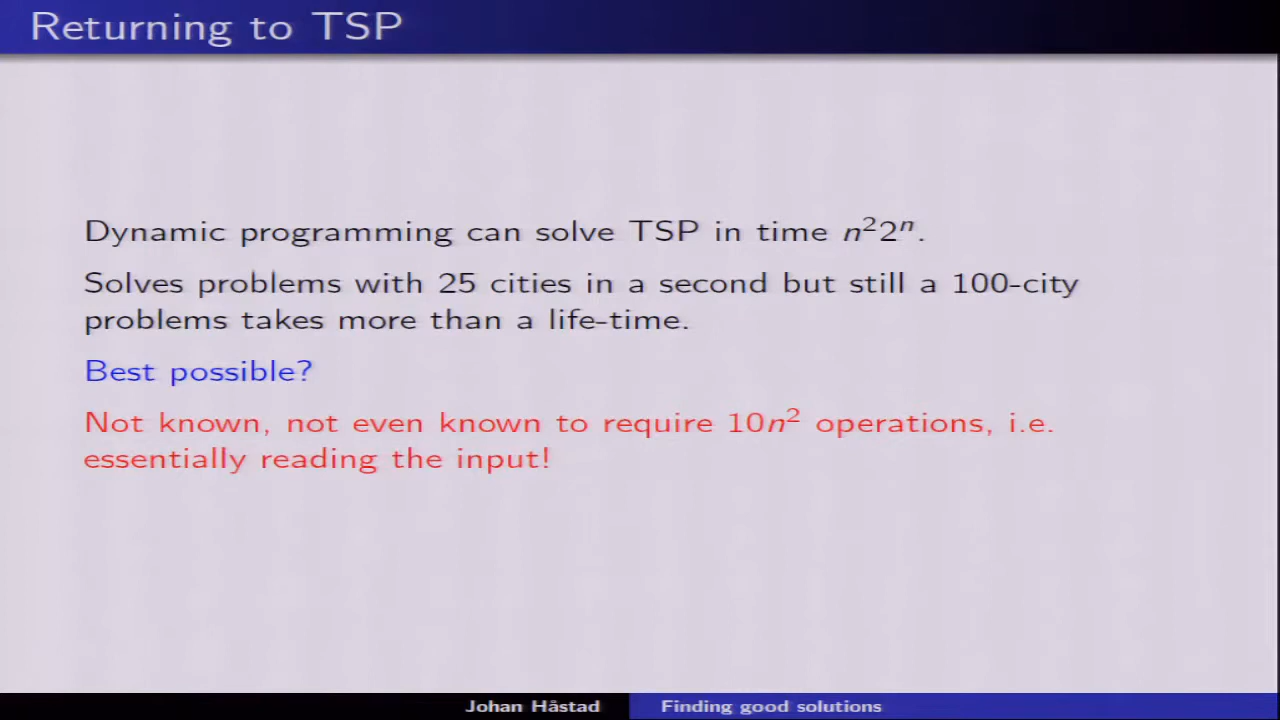 Returning to TSP
Dynamic programming can solve TSP in time n²2ⁿ.
Solves problems with 25 cities in a second but still a 100-city
problems takes more than a life-time.
Best possible?
Not known, not even known to require 10n² operations, i.e.
essentially reading the input!
Johan Håstad
Finding good solutions